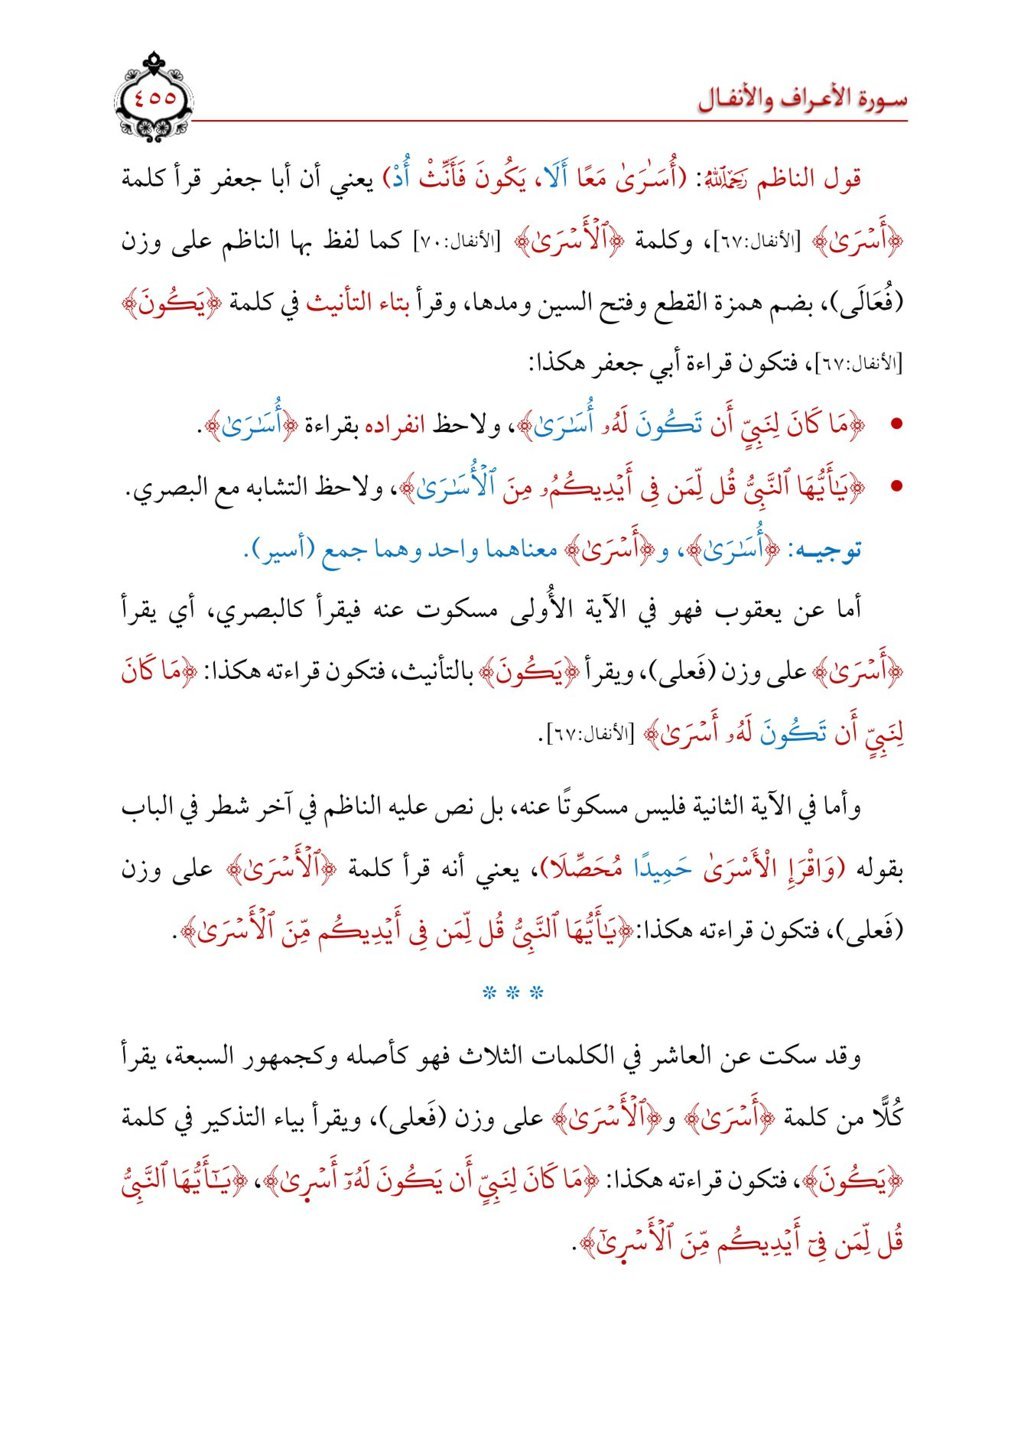 سورة الأعراف والأنفال
٤٥٥
قول الناظم رَحِمَهُ ٱللَّهُ: (أُسَـٰرَىٰ مَعًا أَلَا، يَكُونَ فَأَنِّثْ أُدْ) يعني أن أبا جعفر قرأ كلمة
﴿أَسۡرَىٰ﴾ [الأنفال:٦٧]، وكلمة ﴿ٱلۡأَسۡرَىٰ﴾ [الأنفال:٧٠] كما لفظ بها الناظم على وزن
(فُعَالَى)، بضم همزة القطع وفتح السين ومدها، وقرأ بتاء التأنيث في كلمة ﴿يَكُونَ﴾
[الأنفال:٦٧]، فتكون قراءة أبي جعفر هكذا:
• ﴿مَا كَانَ لِنَبِيٍّ أَن تَكُونَ لَهُۥ أُسَـٰرَىٰ﴾، ولاحظ انفراده بقراءة ﴿أُسَـٰرَىٰ﴾.
• ﴿يَـٰٓأَيُّهَا ٱلنَّبِيُّ قُل لِّمَن فِىٓ أَيۡدِيكُمُۥ مِنَ ٱلۡأُسَـٰرَىٰ﴾، ولاحظ التشابه مع البصري.
توجيـه: ﴿أُسَـٰرَىٰ﴾، و﴿أَسۡرَىٰ﴾ معناهما واحد وهما جمع (أسير).
أما عن يعقوب فهو في الآية الأُولى مسكوت عنه فيقرأ كالبصري، أي يقرأ
﴿أَسۡرَىٰ﴾ على وزن (فَعلى)، ويقرأ ﴿يَكُونَ﴾ بالتأنيث، فتكون قراءته هكذا: ﴿مَا كَانَ
لِنَبِيٍّ أَن تَكُونَ لَهُۥ أَسۡرَىٰ﴾ [الأنفال:٦٧].
وأما في الآية الثانية فليس مسكوتًا عنه، بل نص عليه الناظم في آخر شطر في الباب
بقوله (وَاقْرَإِ الْأَسْرَىٰ حَمِيدًا مُحَصِّلَا)، يعني أنه قرأ كلمة ﴿ٱلۡأَسۡرَىٰ﴾ على وزن
(فَعلى)، فتكون قراءته هكذا:﴿يَـٰٓأَيُّهَا ٱلنَّبِيُّ قُل لِّمَن فِىٓ أَيۡدِيكُم مِّنَ ٱلۡأَسۡرَىٰ﴾.
* * *
وقد سكت عن العاشر في الكلمات الثلاث فهو كأصله وكجمهور السبعة، يقرأ
كُلًّا من كلمة ﴿أَسۡرَىٰ﴾ و﴿ٱلۡأَسۡرَىٰ﴾ على وزن (فَعلى)، ويقرأ بياء التذكير في كلمة
﴿يَكُونَ﴾، فتكون قراءته هكذا: ﴿مَا كَانَ لِنَبِيٍّ أَن يَكُونَ لَهُۥٓ أَسۡرٜىٰ﴾، ﴿يَـٰٓأَيُّهَا ٱلنَّبِيُّ
قُل لِّمَن فِىٓ أَيۡدِيكُم مِّنَ ٱلۡأَسۡرٜىٰٓ﴾.